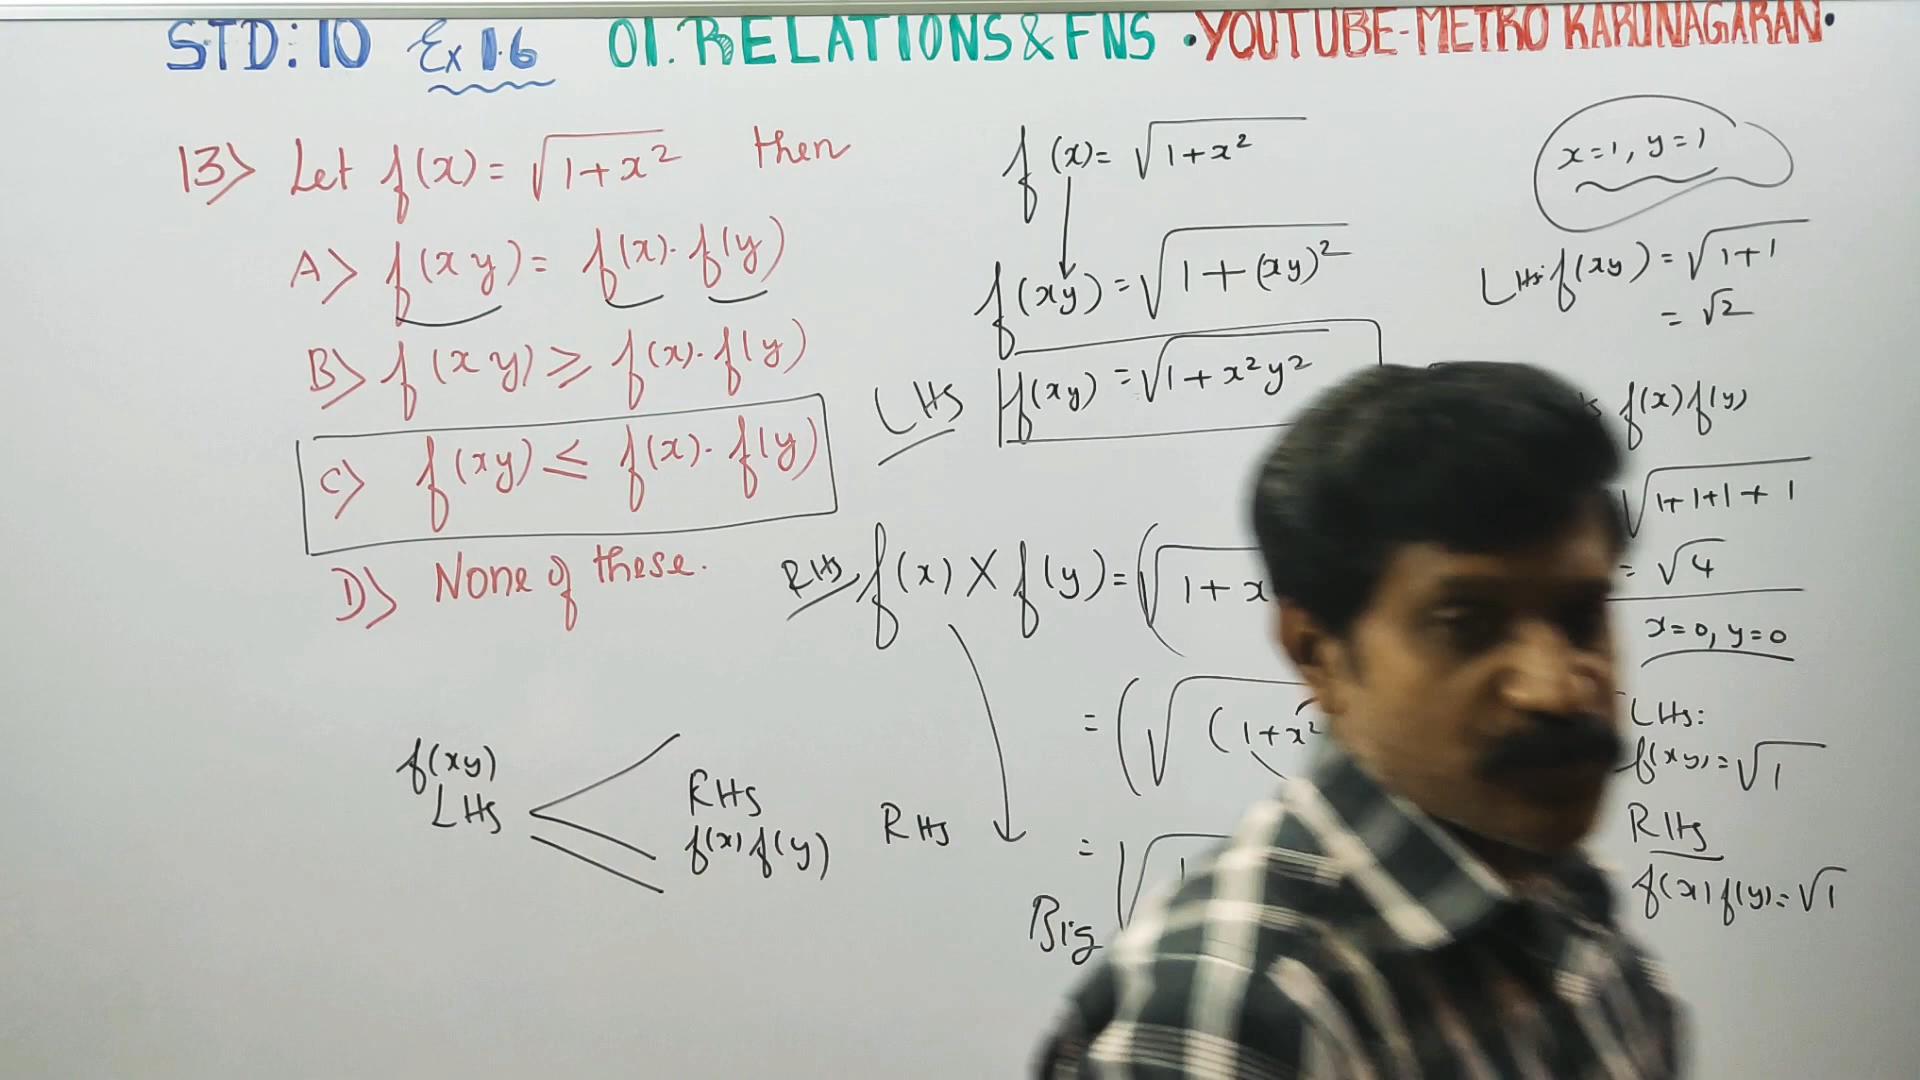 STD: 10 Ex 1.6 01. RELATIONS & FNS • YOUTUBE-METRO KARUNAGARAN •
13> Let f(x) = √1+x² then
A> f(xy) = f(x). f(y)
B> f(xy) ≥ f(x). f(y)
C> f(xy) ≤ f(x). f(y)
D> None of these.
f(xy)
LHS
RHS
f(x) f(y)
f(x) = √1+x²
f(xy) = √1+(xy)²
LHS f(xy) = √1+x²y²
RHS f(x) X f(y) = (√1+x
= (√(1+x²
RHS =
Big
x=1, y=1
LHS: f(xy) = √1+1
= √2
f(x) f(y)
√1+1+1+1
= √4
x=0, y=0
LHS:
f(xy) = √1
RHS
f(x) f(y) = √1